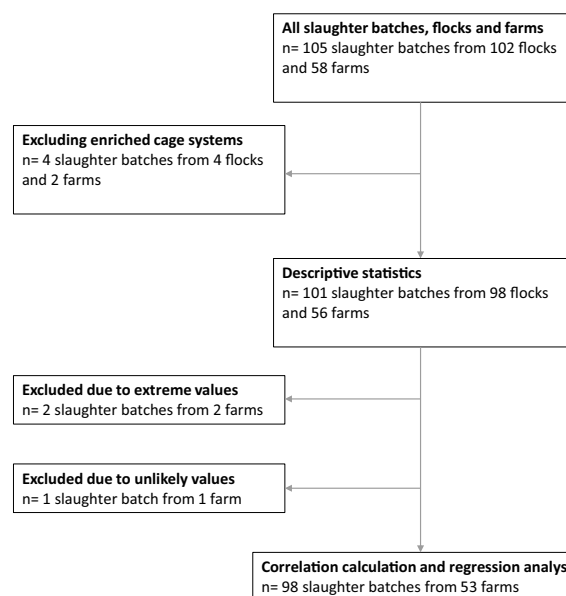 All slaughter batches, flocks and farms
n= 105 slaughter batches from 102 flocks
and 58 farms
Excluding enriched cage systems
n= 4 slaughter batches from 4 flocks
and 2 farms
Descriptive statistics
n= 101 slaughter batches from 98 flocks
and 56 farms
Excluded due to extreme values
n= 2 slaughter batches from 2 farms
Excluded due to unlikely values
n= 1 slaughter batch from 1 farm
Correlation calculation and regression analys
n= 98 slaughter batches from 53 farms